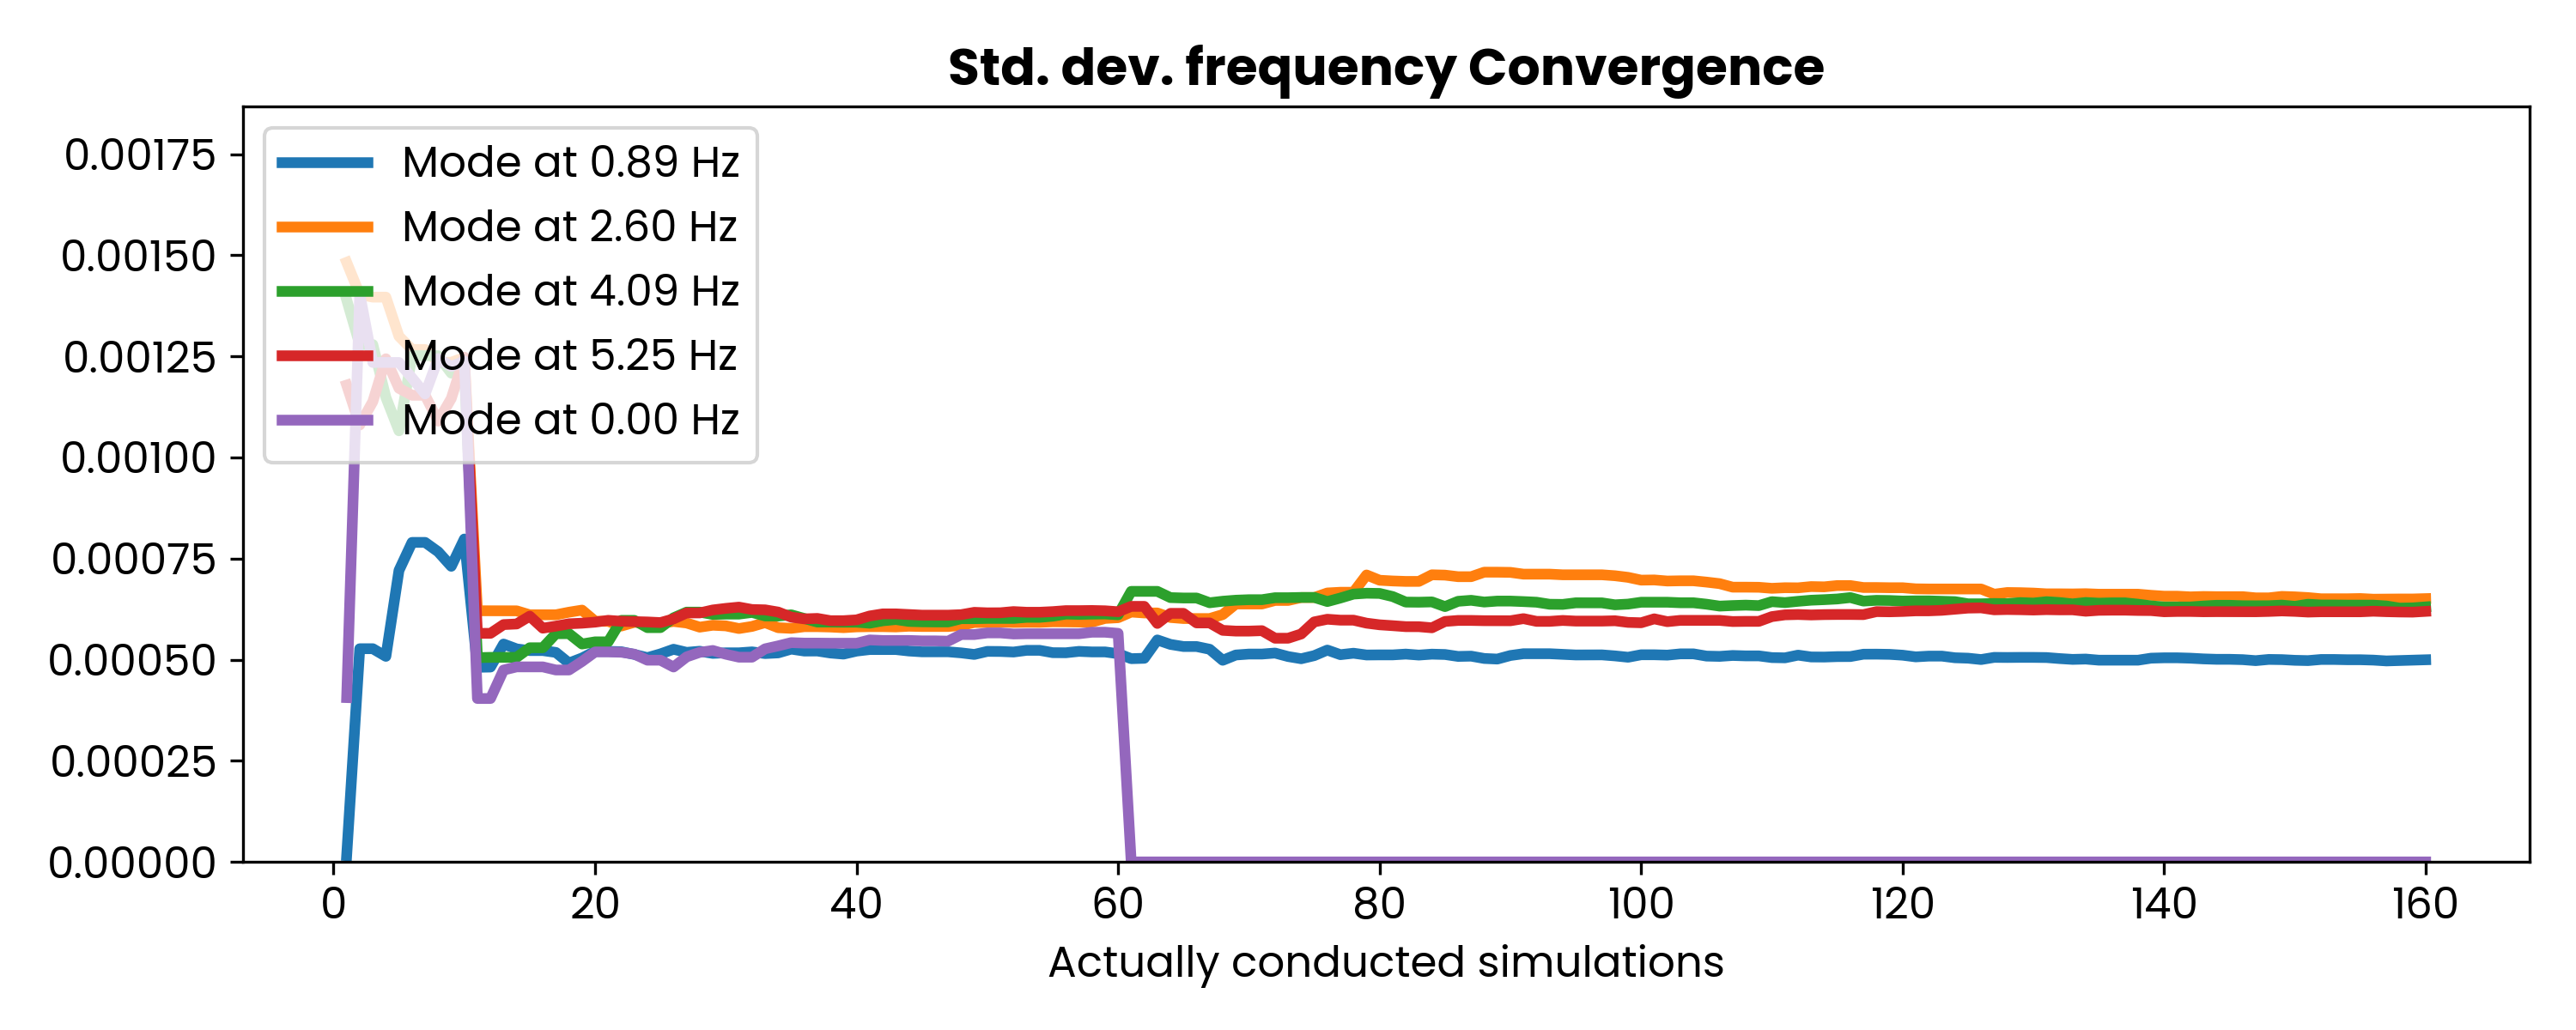 Std. dev. frequency Convergence
0.00175
0.00150
0.00125
0.00100
0.00075
0.00050
0.00025
0.00000
Mode at 0.89 Hz
Mode at 2.60 Hz
Mode at 4.09 Hz
Mode at 5.25 Hz
Mode at 0.00 Hz
0 20 40 60 80 100 120 140 160
Actually conducted simulations